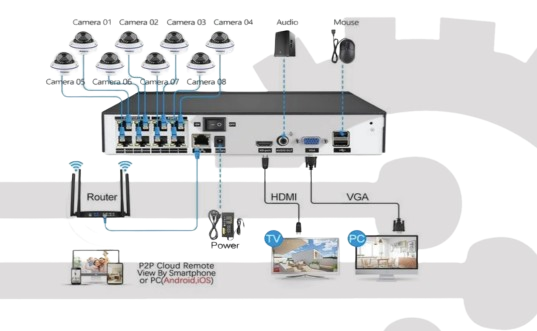 Camera 01 Camera 02 Camera 03 Camera 04
Audio
Mouse
Camera 05 Camera 06 Camera 07 Camera 08
Router
HDMI
VGA
Power
TV
PC
P2P Cloud Remote
View By Smartphone
or PC(Android,iOS)